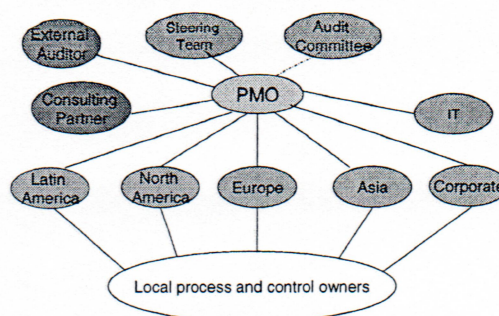 External
Auditor
Steering
Team
Audit
Committee
Consulting
Partner
PMO
IT
Latin
America
North
America
Europe
Asia
Corporate
Local process and control owners